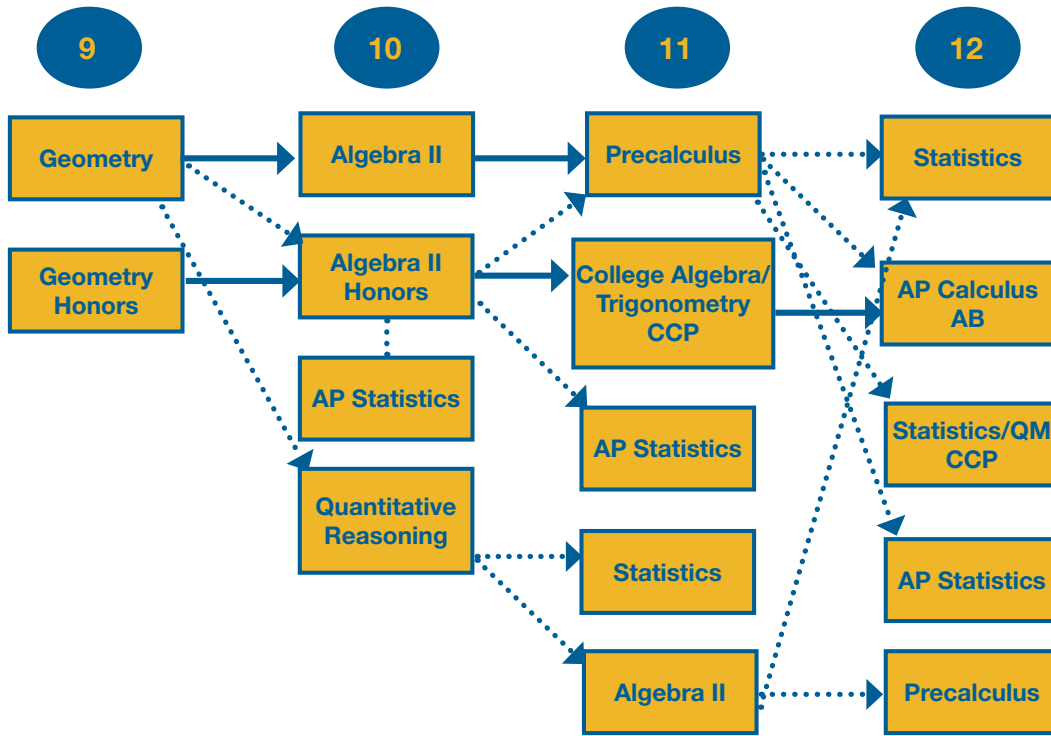 9
10
11
12
Geometry
Algebra II
Precalculus
Statistics
Geometry
Honors
Algebra II
Honors
College Algebra/
Trigonometry
CCP
AP Calculus
AB
AP Statistics
AP Statistics
Statistics/QM
CCP
Quantitative
Reasoning
Statistics
AP Statistics
Algebra II
Precalculus